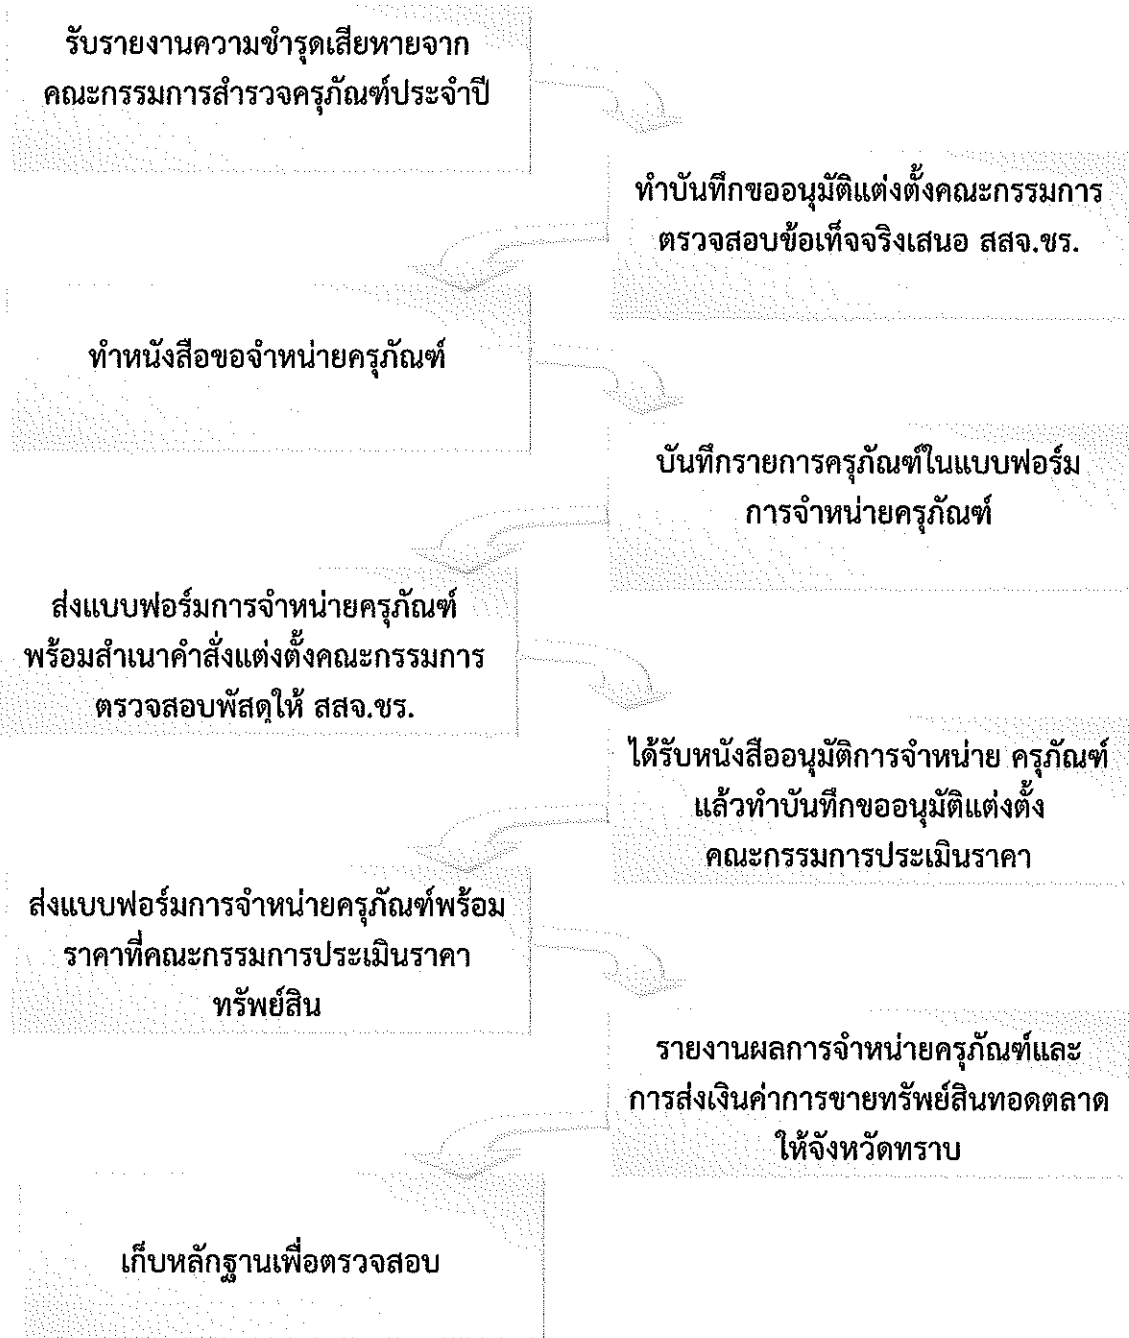 รับรายงานความชำรุดเสียหายจาก
คณะกรรมการสำรวจครุภัณฑ์ประจำปี
ทำบันทึกขออนุมัติแต่งตั้งคณะกรรมการ
ตรวจสอบข้อเท็จจริงเสนอ สสจ.ชร.
ทำหนังสือขอจำหน่ายครุภัณฑ์
บันทึกรายการครุภัณฑ์ในแบบฟอร์ม
การจำหน่ายครุภัณฑ์
ส่งแบบฟอร์มการจำหน่ายครุภัณฑ์
พร้อมสำเนาคำสั่งแต่งตั้งคณะกรรมการ
ตรวจสอบพัสดุให้ สสจ.ชร.
ได้รับหนังสืออนุมัติการจำหน่าย ครุภัณฑ์
แล้วทำบันทึกขออนุมัติแต่งตั้ง
คณะกรรมการประเมินราคา
ส่งแบบฟอร์มการจำหน่ายครุภัณฑ์พร้อม
ราคาที่คณะกรรมการประเมินราคา
ทรัพย์สิน
รายงานผลการจำหน่ายครุภัณฑ์และ
การส่งเงินค่าการขายทรัพย์สินทอดตลาด
ให้จังหวัดทราบ
เก็บหลักฐานเพื่อตรวจสอบ